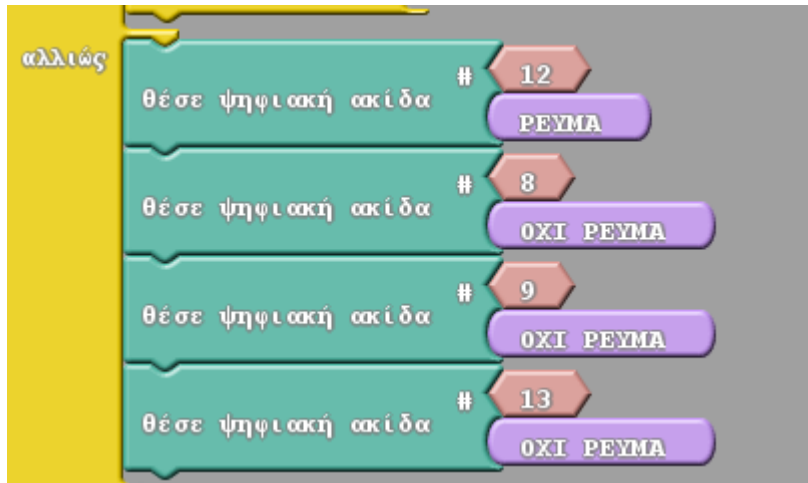 αλλιώς
θέσε ψηφιακή ακίδα # 12
ΡΕΥΜΑ
θέσε ψηφιακή ακίδα # 8
ΟΧΙ ΡΕΥΜΑ
θέσε ψηφιακή ακίδα # 9
ΟΧΙ ΡΕΥΜΑ
θέσε ψηφιακή ακίδα # 13
ΟΧΙ ΡΕΥΜΑ